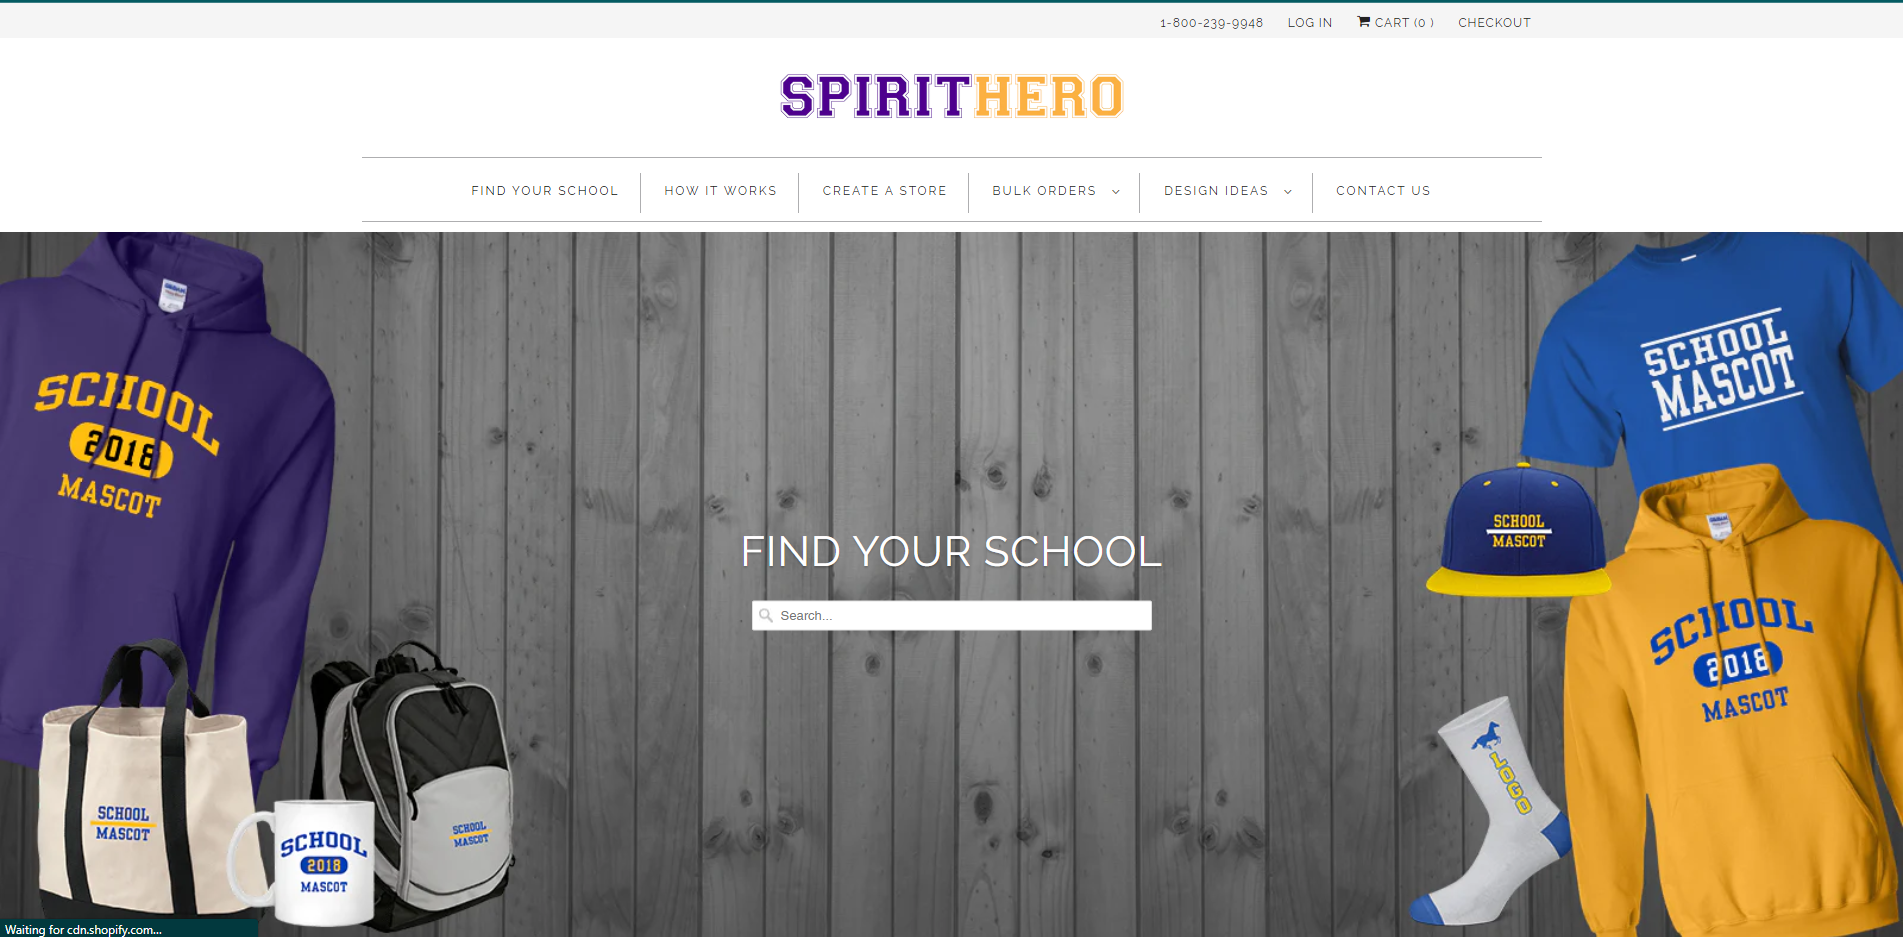 1-800-239-9948 LOG IN CART (0 ) CHECKOUT
SPIRITHERO
FIND YOUR SCHOOL HOW IT WORKS CREATE A STORE BULK ORDERS DESIGN IDEAS CONTACT US
SCHOOL
2018
MASCOT
SCHOOL
MASCOT
SCHOOL
MASCOT
FIND YOUR SCHOOL
Search...
SCHOOL
2018
MASCOT
SCHOOL
MASCOT
SCHOOL
2018
MASCOT
SCHOOL
MASCOT
LOGO
Waiting for cdn.shopify.com...